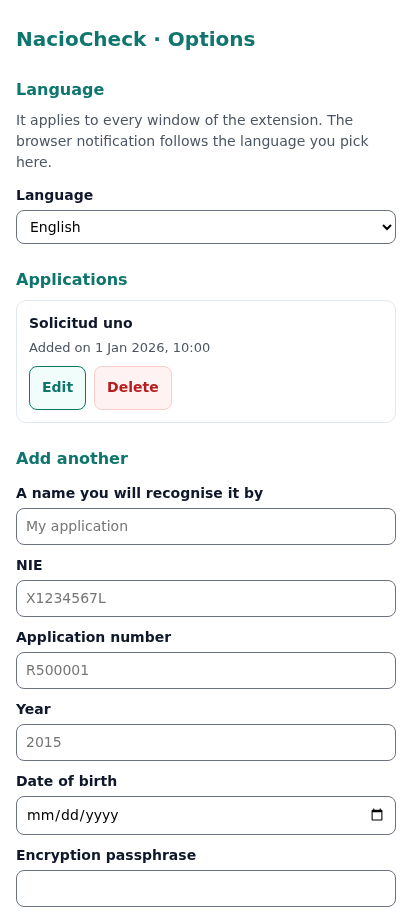 NacioCheck · Options
Language
It applies to every window of the extension. The
browser notification follows the language you pick
here.
Language
English
Applications
Solicitud uno
Added on 1 Jan 2026, 10:00
Edit
Delete
Add another
A name you will recognise it by
My application
NIE
X1234567L
Application number
R500001
Year
2015
Date of birth
mm/dd/yyyy
Encryption passphrase